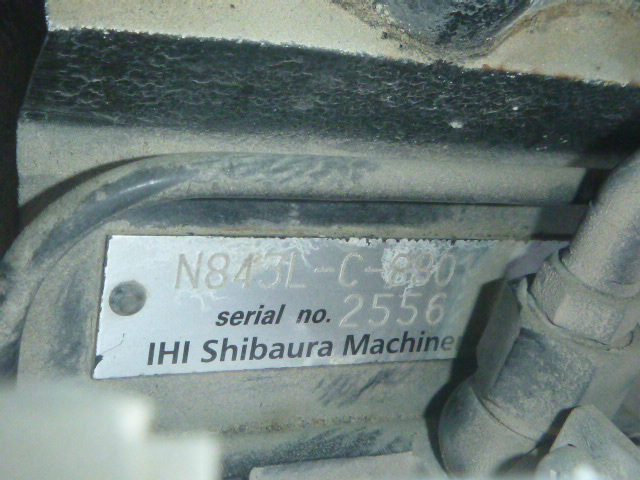 N843L-C-890
serial no. 2556
IHI Shibaura Machine